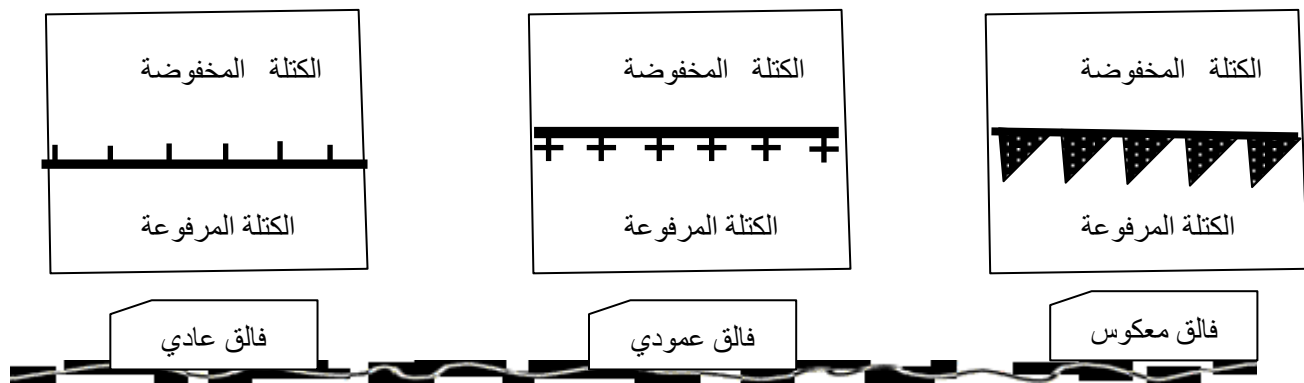 الكتلة المخفوضة
الكتلة المخفوضة
الكتلة المخفوضة
الكتلة المرفوعة
الكتلة المرفوعة
الكتلة المرفوعة
فالق معكوس
فالق عمودي
فالق عادي